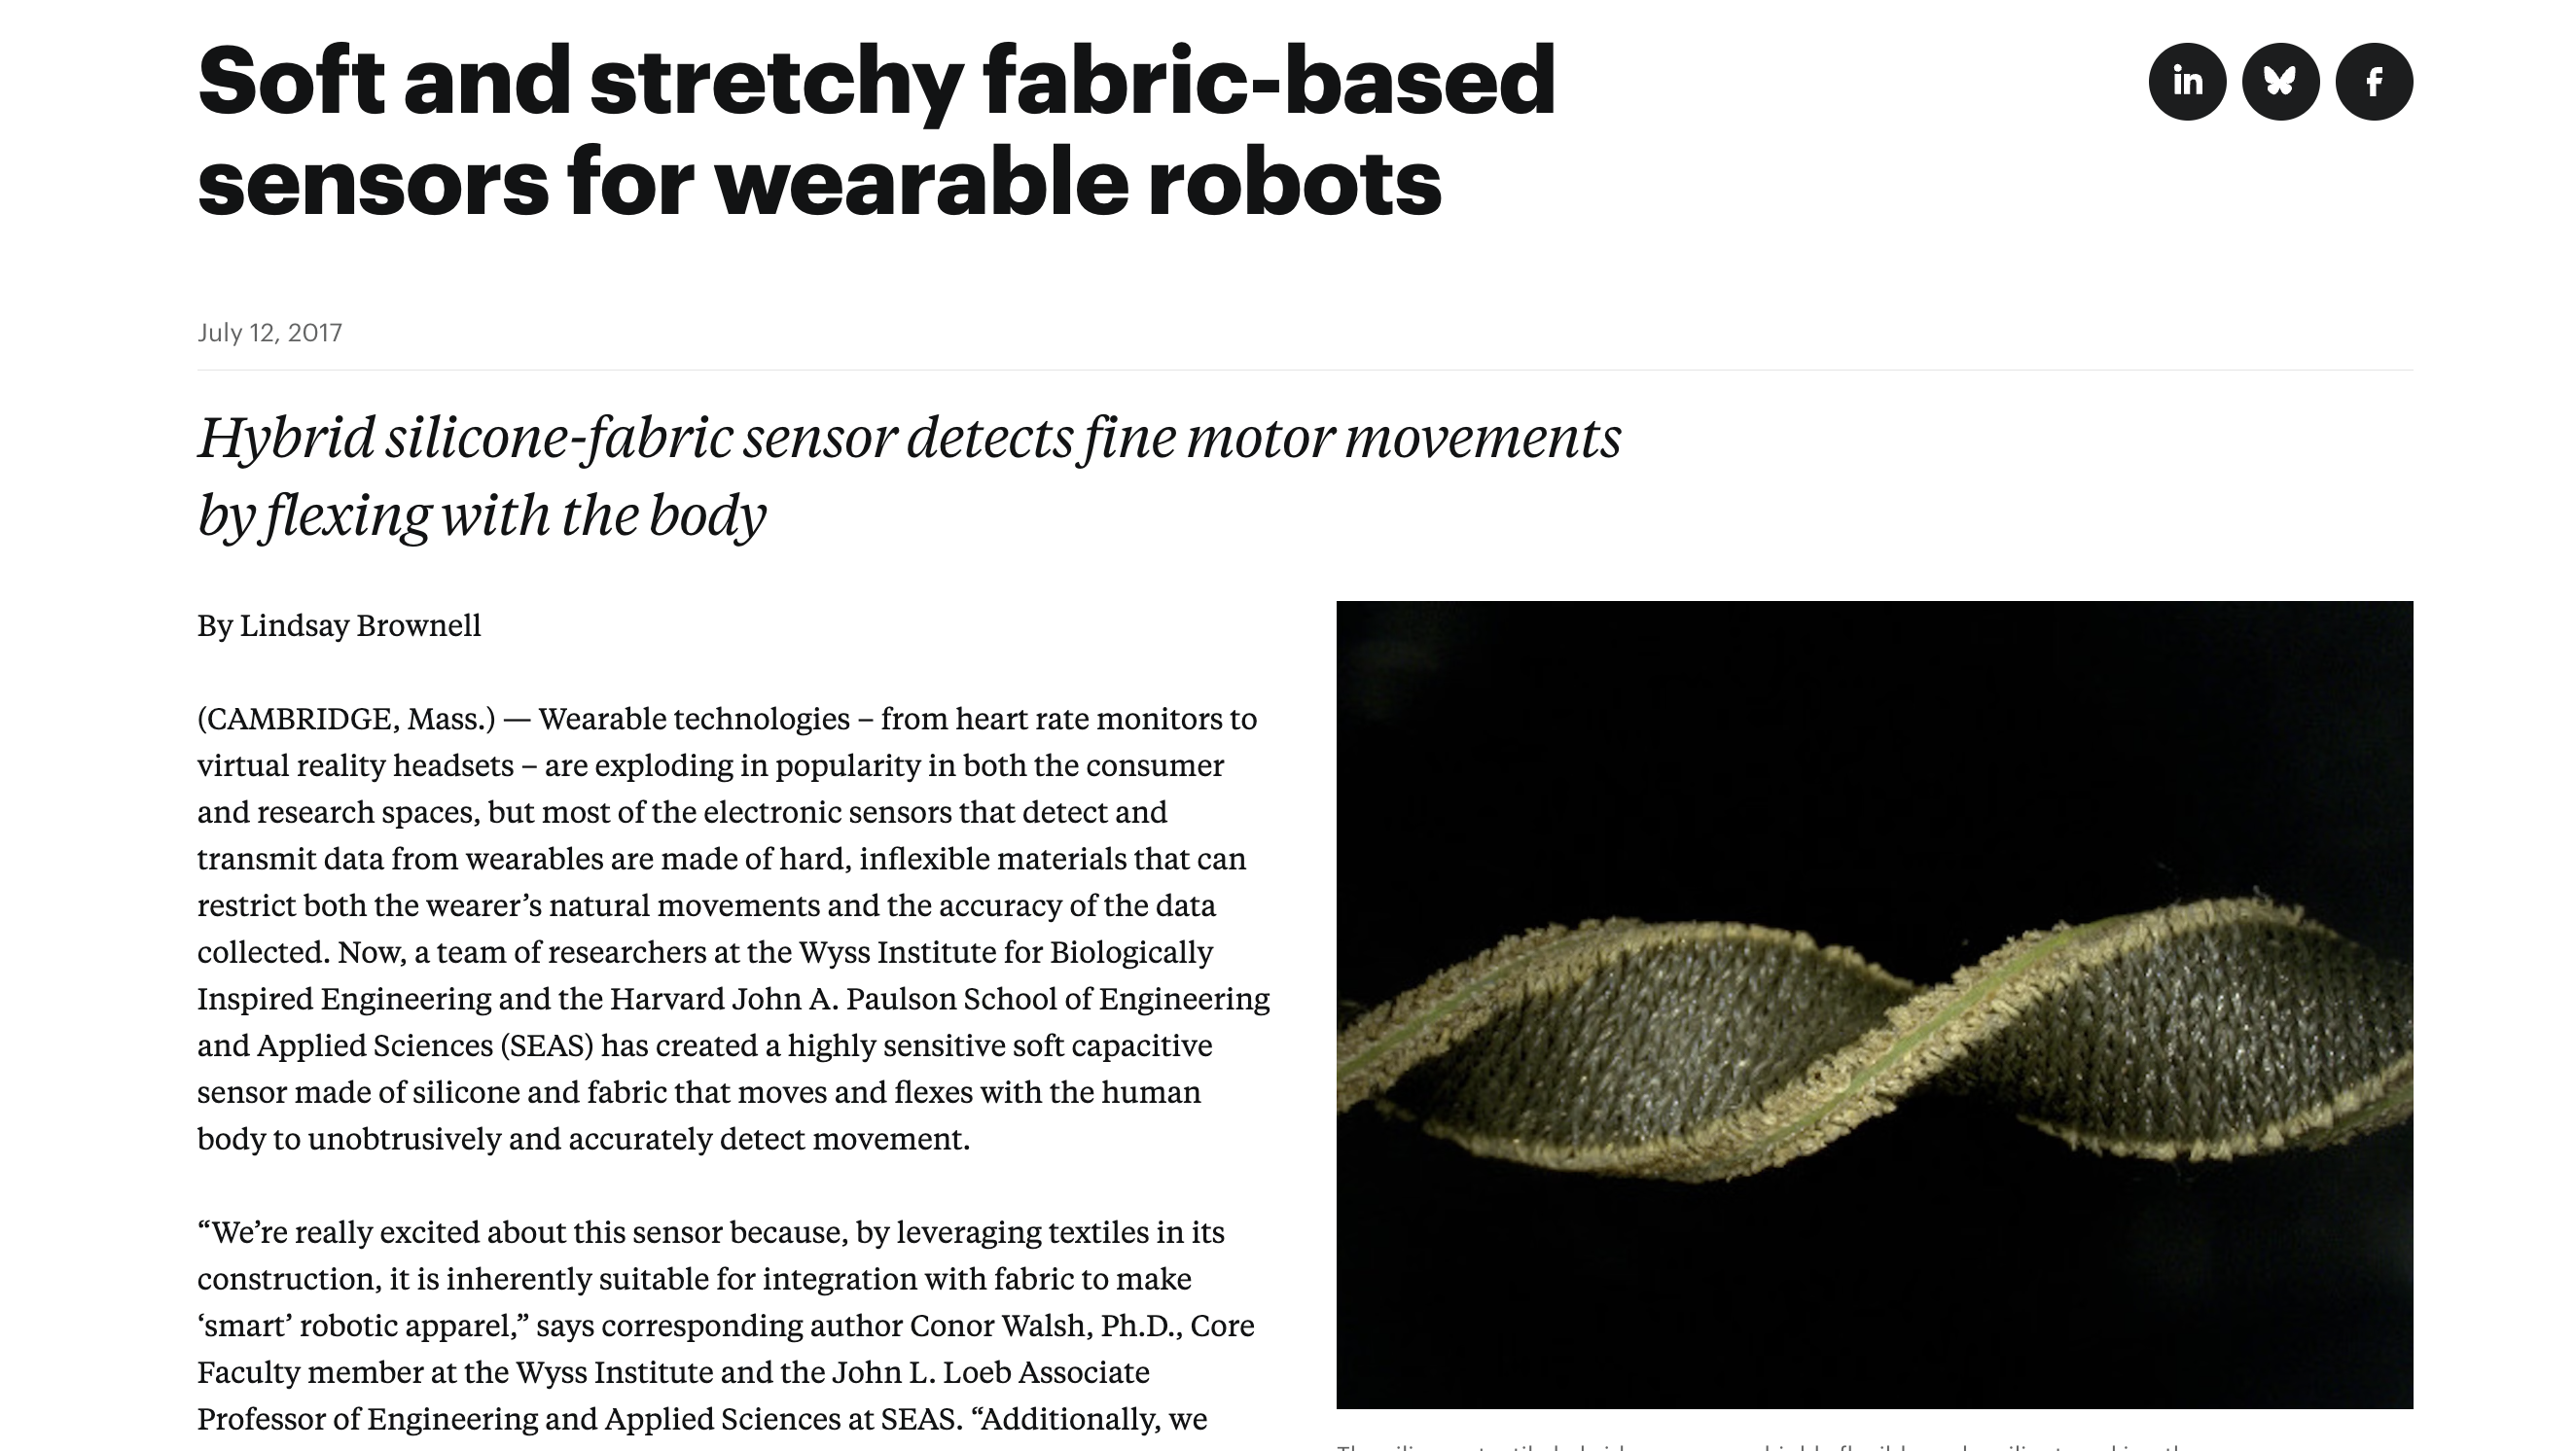 Soft and stretchy fabric-based
sensors for wearable robots
in
f
July 12, 2017
Hybrid silicone-fabric sensor detects fine motor movements
by flexing with the body
By Lindsay Brownell
(CAMBRIDGE, Mass.) — Wearable technologies – from heart rate monitors to
virtual reality headsets – are exploding in popularity in both the consumer
and research spaces, but most of the electronic sensors that detect and
transmit data from wearables are made of hard, inflexible materials that can
restrict both the wearer’s natural movements and the accuracy of the data
collected. Now, a team of researchers at the Wyss Institute for Biologically
Inspired Engineering and the Harvard John A. Paulson School of Engineering
and Applied Sciences (SEAS) has created a highly sensitive soft capacitive
sensor made of silicone and fabric that moves and flexes with the human
body to unobtrusively and accurately detect movement.
“We’re really excited about this sensor because, by leveraging textiles in its
construction, it is inherently suitable for integration with fabric to make
‘smart’ robotic apparel,” says corresponding author Conor Walsh, Ph.D., Core
Faculty member at the Wyss Institute and the John L. Loeb Associate
Professor of Engineering and Applied Sciences at SEAS. “Additionally, we